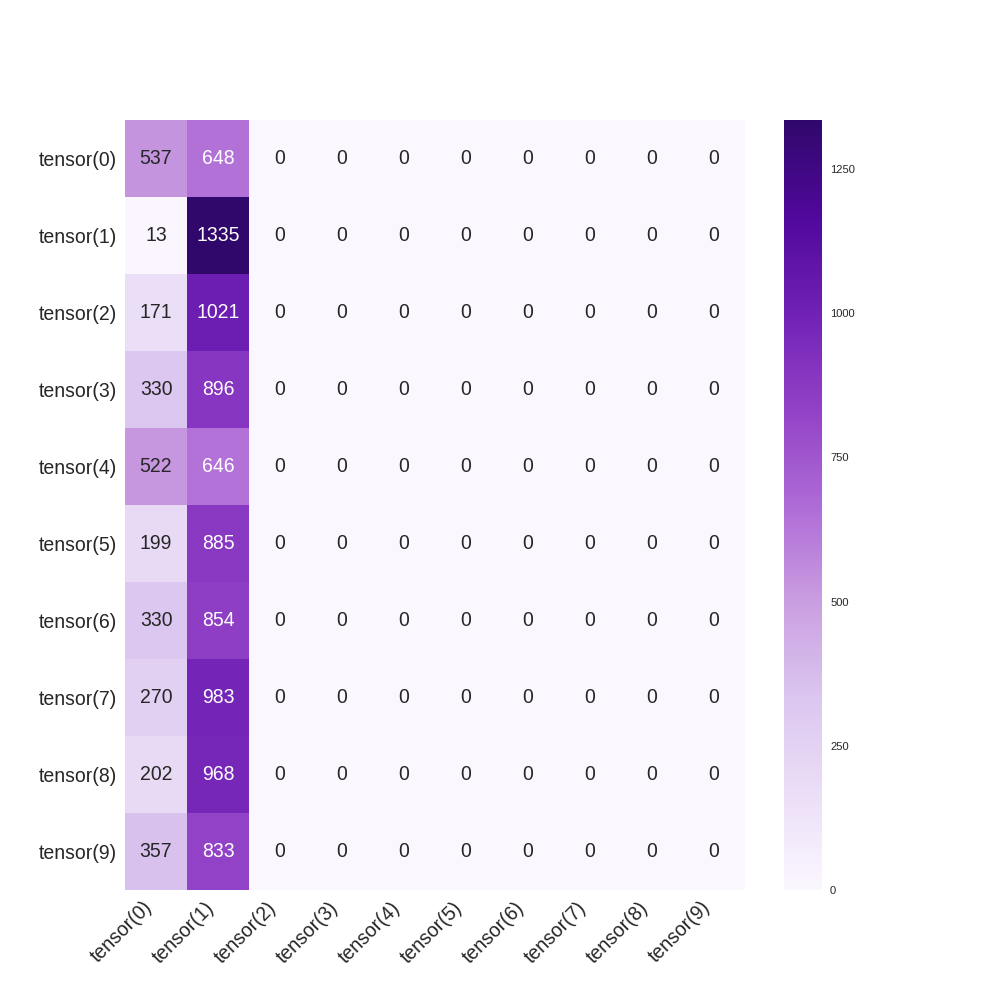 tensor(0) 537 648 0 0 0 0 0 0 0 0
1250
tensor(1) 13 1335 0 0 0 0 0 0 0 0
tensor(2) 171 1021 0 0 0 0 0 0 0 0
1000
tensor(3) 330 896 0 0 0 0 0 0 0 0
750
tensor(4) 522 646 0 0 0 0 0 0 0 0
tensor(5) 199 885 0 0 0 0 0 0 0 0
500
tensor(6) 330 854 0 0 0 0 0 0 0 0
tensor(7) 270 983 0 0 0 0 0 0 0 0
250
tensor(8) 202 968 0 0 0 0 0 0 0 0
tensor(9) 357 833 0 0 0 0 0 0 0 0
0
tensor(0) tensor(1) tensor(2) tensor(3) tensor(4) tensor(5) tensor(6) tensor(7) tensor(8) tensor(9)